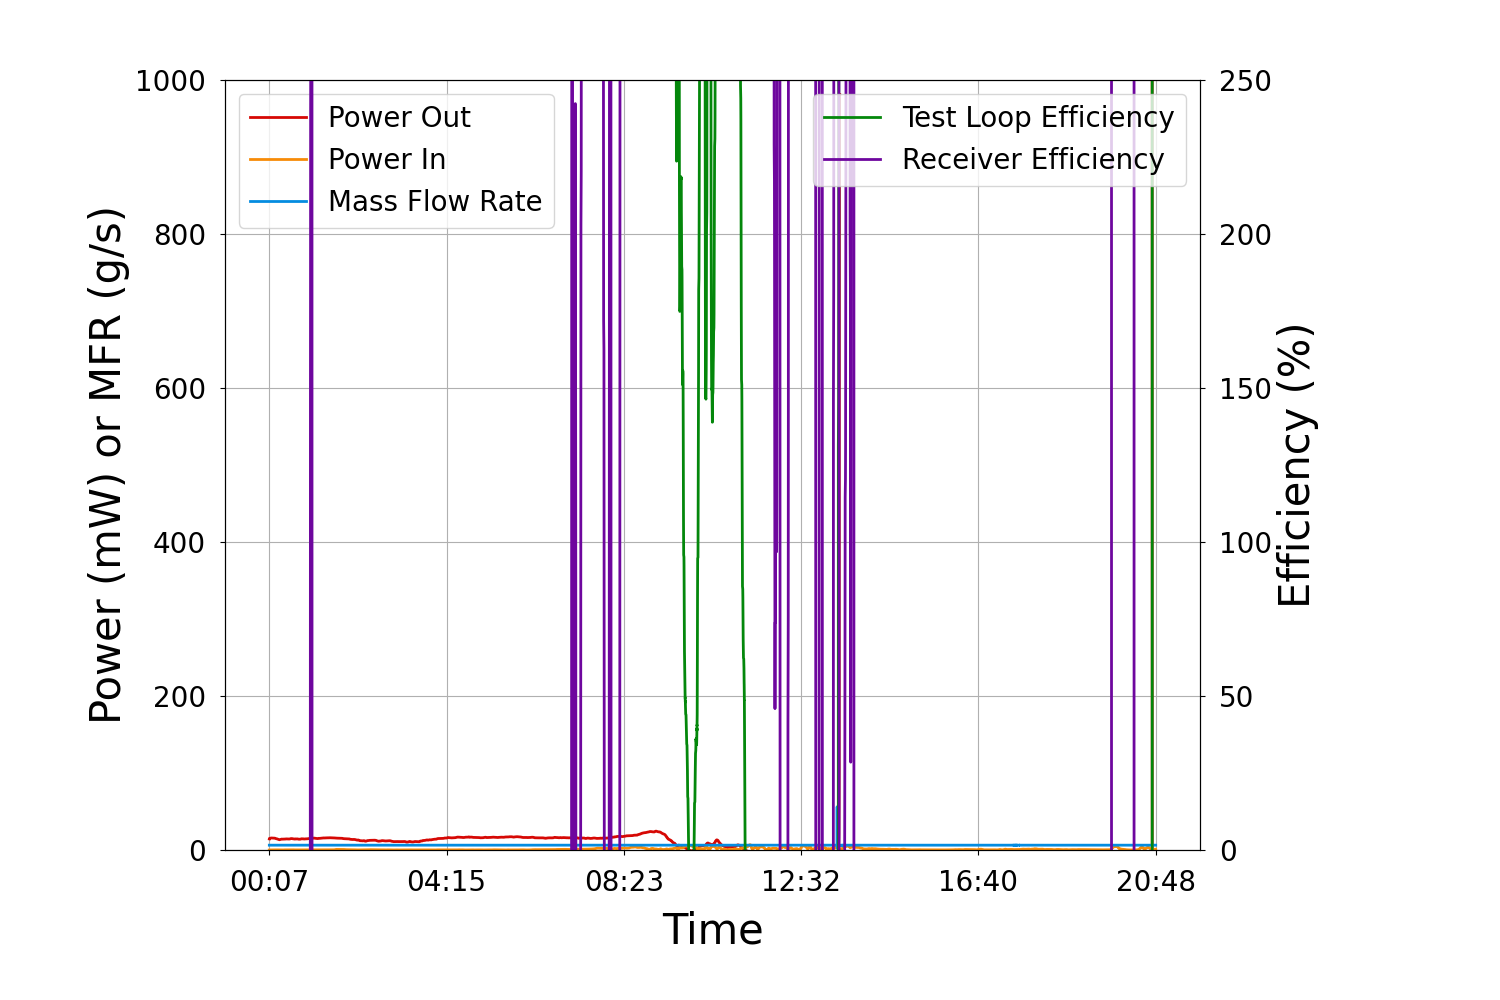 1000
800
600
400
200
0
Power (mW) or MFR (g/s)
Power Out
Power In
Mass Flow Rate
Test Loop Efficiency
Receiver Efficiency
250
200
150
100
50
0
Efficiency (%)
00:07 04:15 08:23 12:32 16:40 20:48
Time